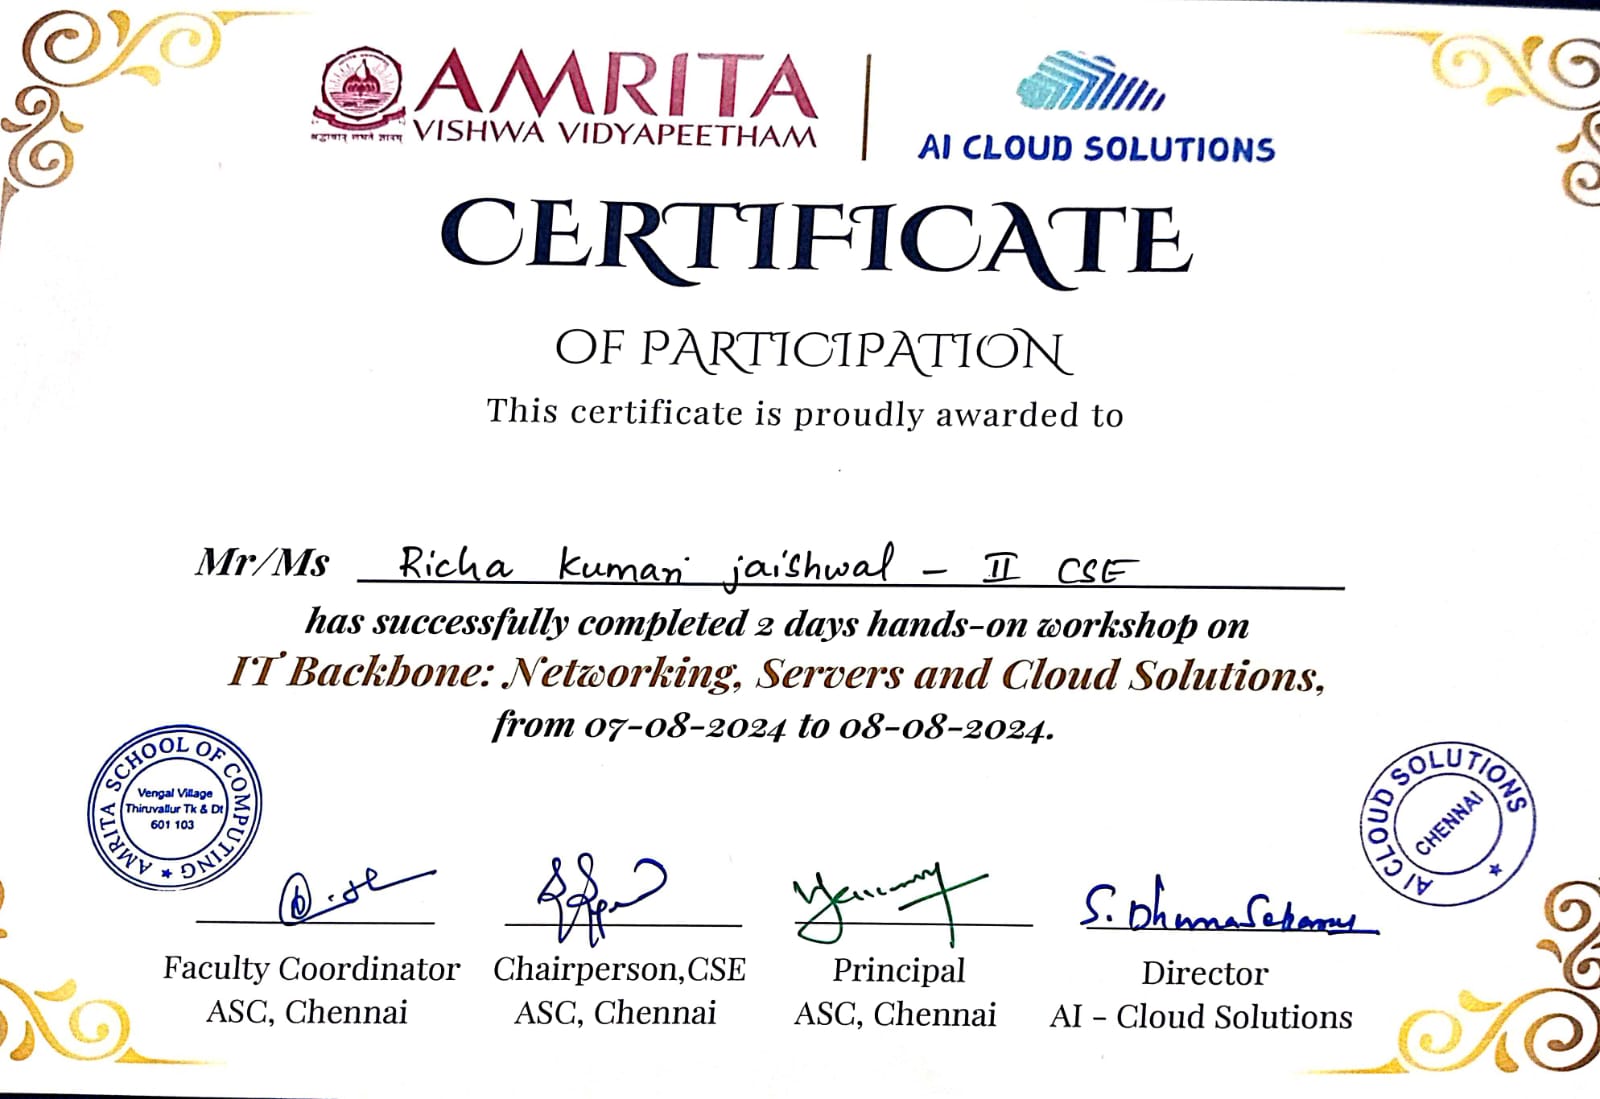 AMRITA
VISHWA VIDYAPEETHAM
श्रद्धावान् लभते ज्ञानम्
AI CLOUD SOLUTIONS
CERTIFICATE
OF PARTICIPATION
This certificate is proudly awarded to
Mr/Ms Richa Kumari jaishwal - II CSE
has successfully completed 2 days hands-on workshop on
IT Backbone: Networking, Servers and Cloud Solutions,
from 07-08-2024 to 08-08-2024.
AMRITA SCHOOL OF COMPUTING
Vengal Village
Thiruvallur Tk & Dt
601 103
AI CLOUD SOLUTIONS
CHENNAI
Faculty Coordinator
ASC, Chennai
Chairperson,CSE
ASC, Chennai
Principal
ASC, Chennai
S.
Director
AI - Cloud Solutions